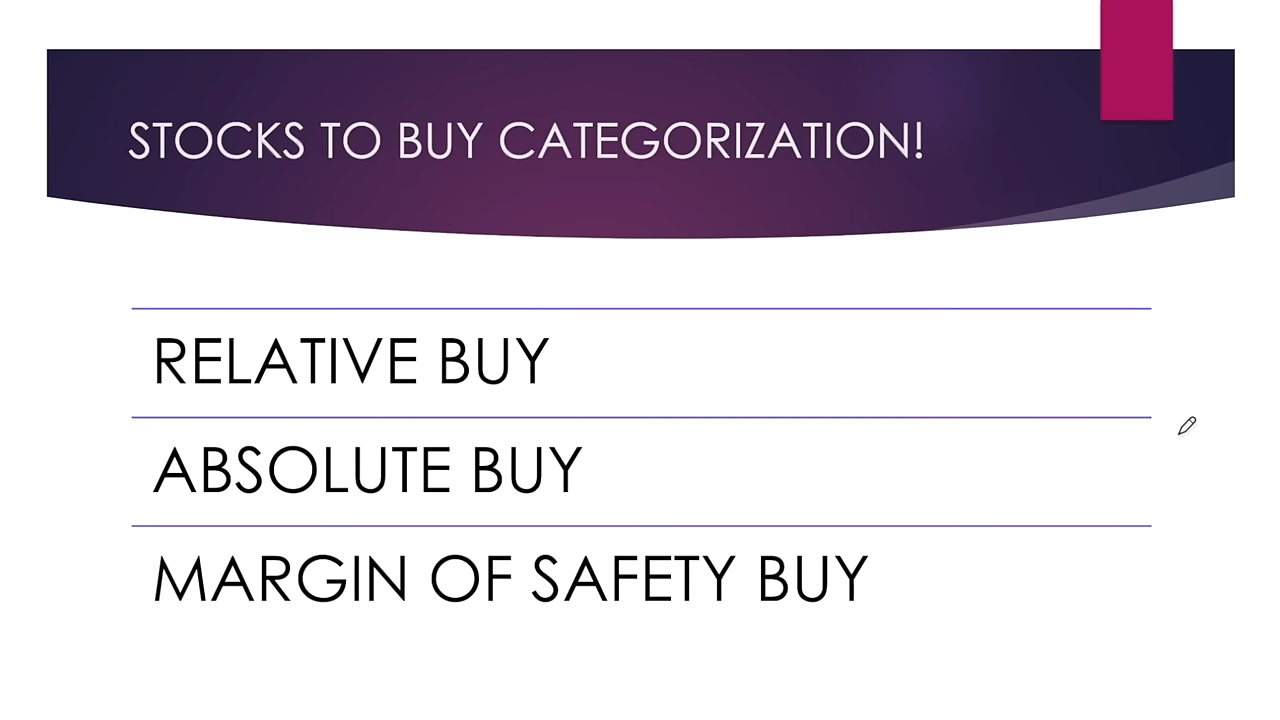 STOCKS TO BUY CATEGORIZATION!
RELATIVE BUY
ABSOLUTE BUY
MARGIN OF SAFETY BUY